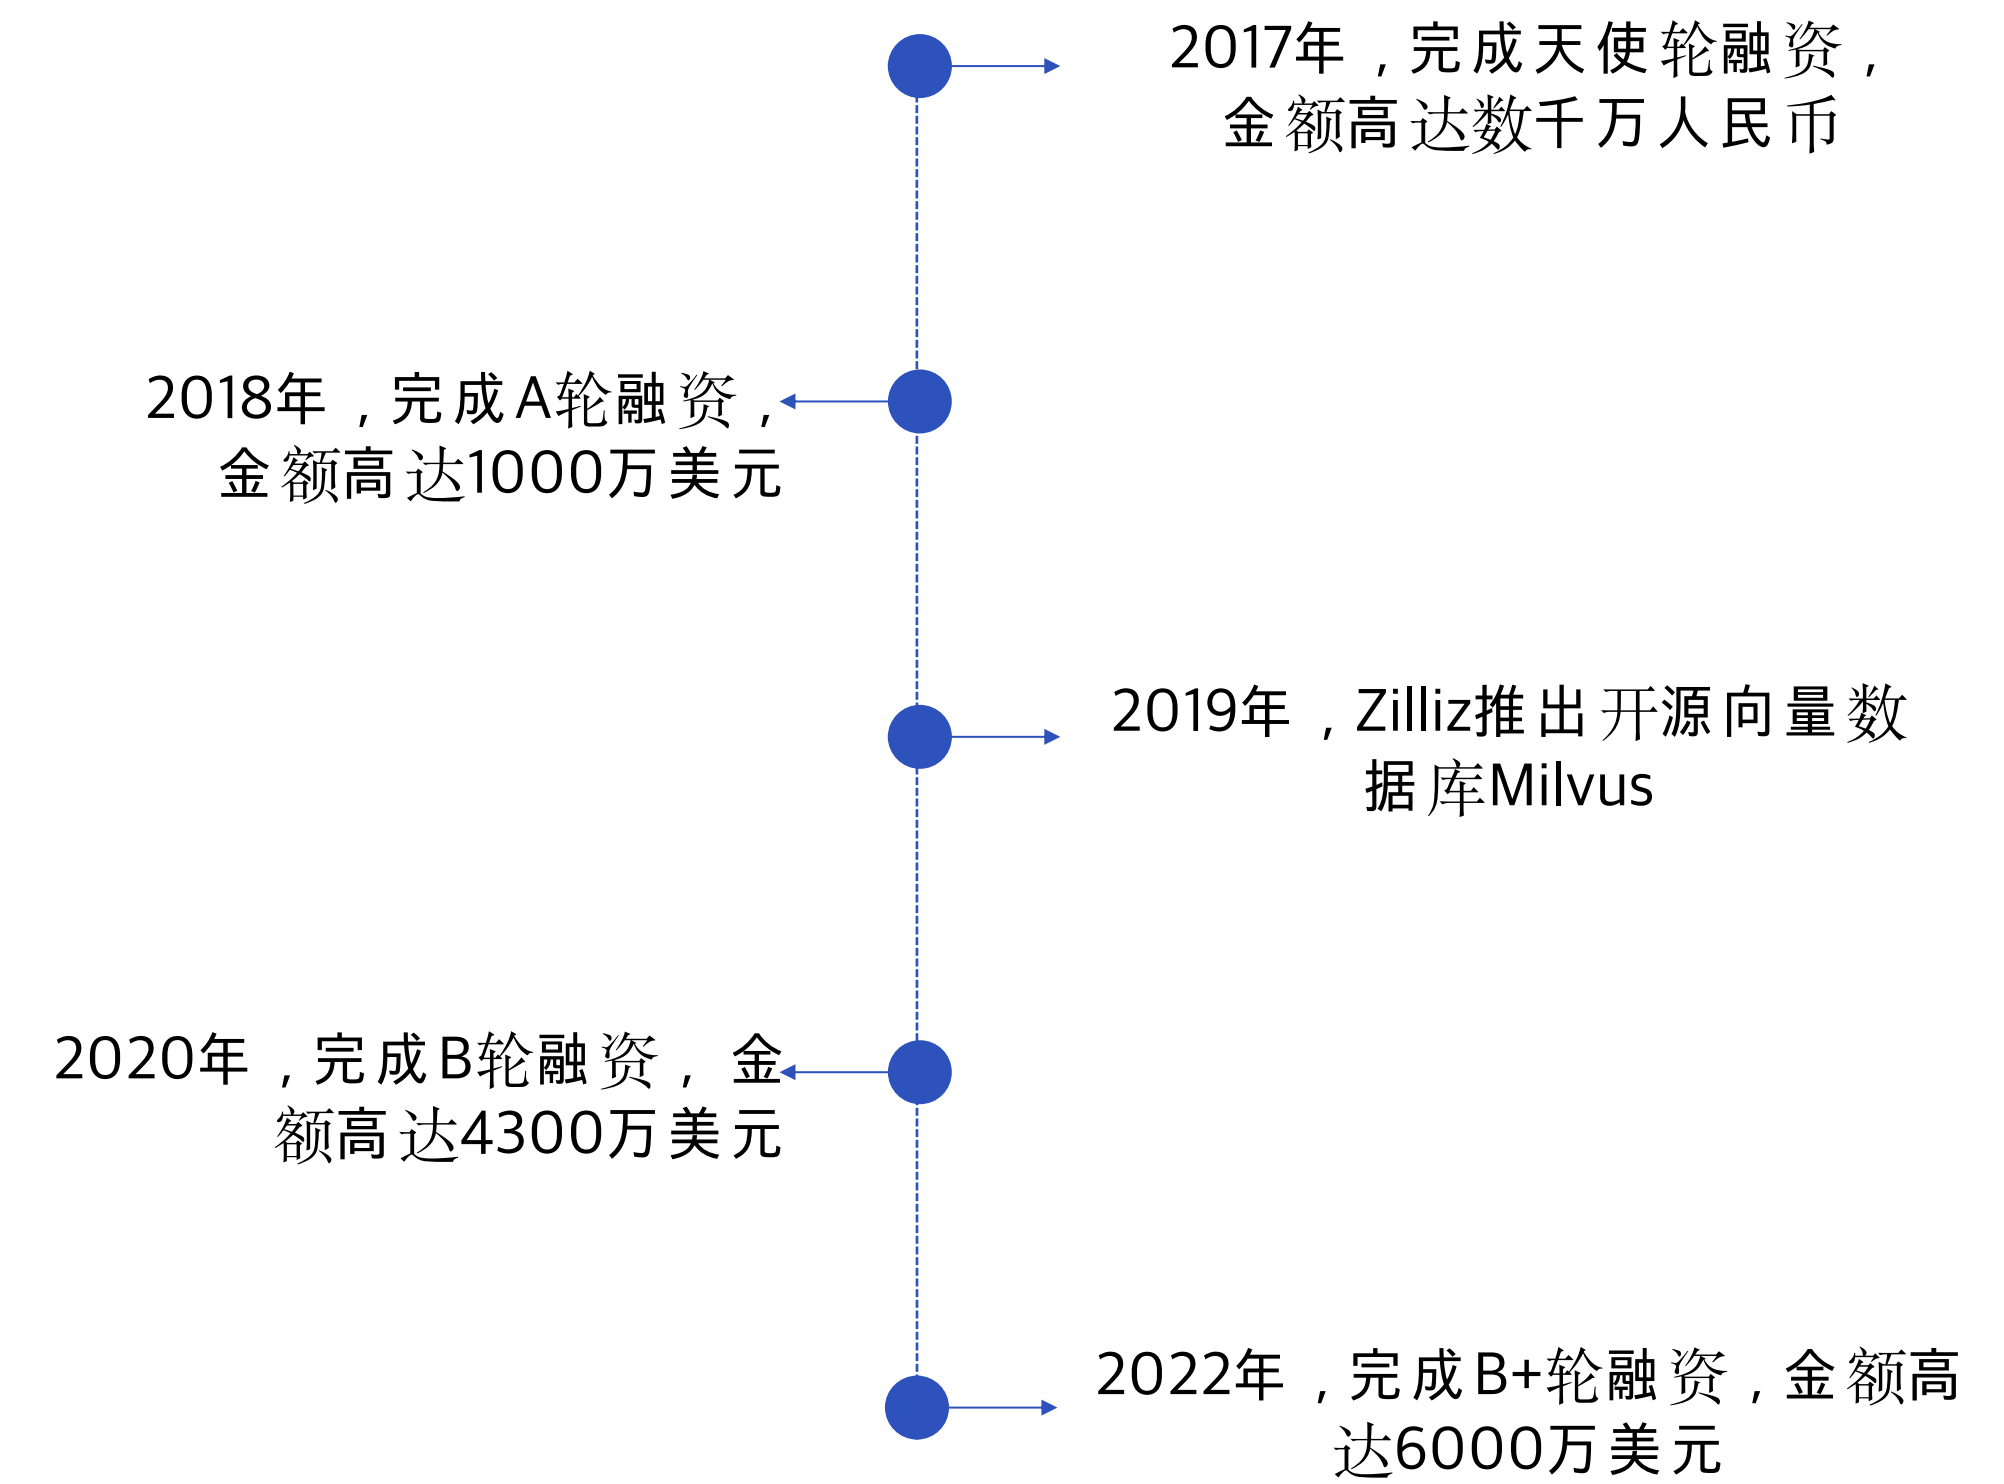 2017年，完成天使轮融资，
金额高达数千万人民币
2018年，完成A轮融资，
金额高达1000万美元
2019年，Zilliz推出开源向量数
据库Milvus
2020年，完成B轮融资，金
额高达4300万美元
2022年，完成B+轮融资，金额高
达6000万美元